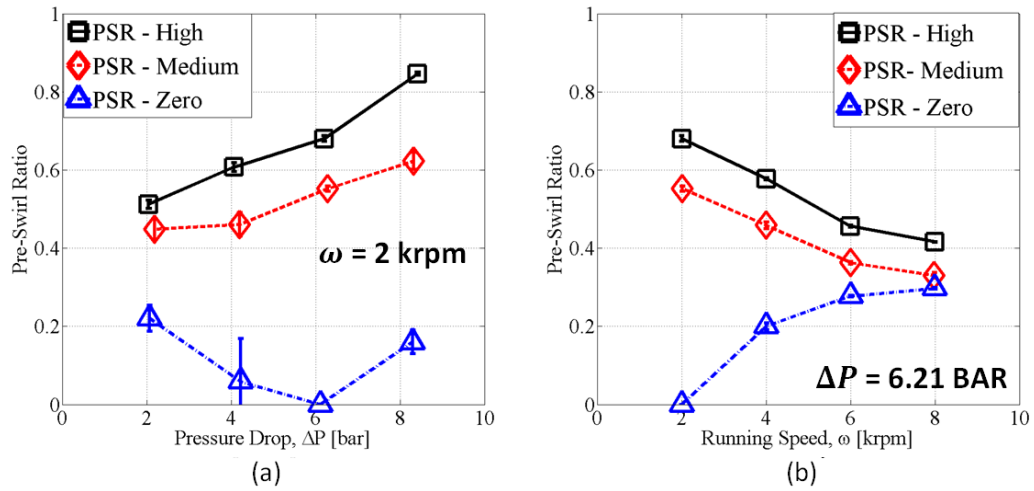 1
0.8
0.6
0.4
0.2
0
Pre-Swirl Ratio
PSR - High
PSR - Medium
PSR - Zero
ω = 2 krpm
0 2 4 6 8 10
Pressure Drop, ΔP [bar]
(a)
1
0.8
0.6
0.4
0.2
0
Pre-Swirl Ratio
PSR - High
PSR- Medium
PSR - Zero
ΔP = 6.21 BAR
0 2 4 6 8 10
Running Speed, ω [krpm]
(b)